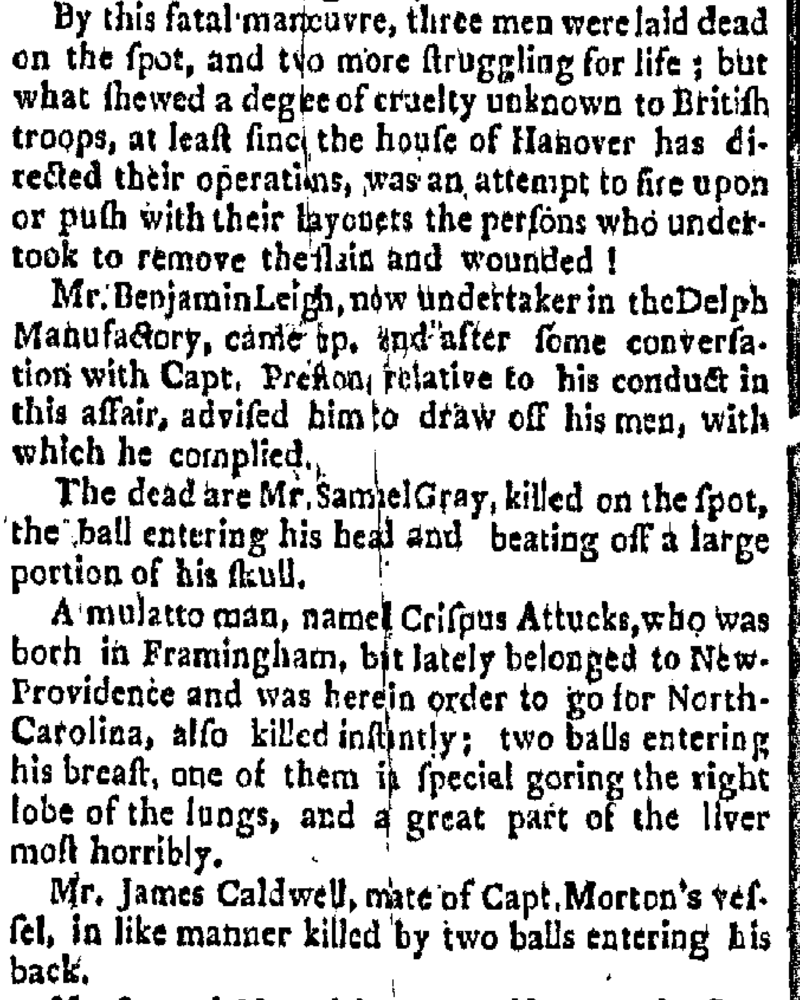 By this fatal manœuvre, three men were laid dead
on the ſpot, and two more ſtruggling for life ; but
what ſhewed a degree of cruelty unknown to Britiſh
troops, at leaſt ſince the houſe of Hanover has di-
rected their operations, was an attempt to fire upon
or puſh with their bayonets the perſons who under-
took to remove the ſlain and wounded !
Mr. Benjamin Leigh, now undertaker in the Delph
Manufactory, came up, and after ſome converſa-
tion with Capt. Preſton, relative to his conduct in
this affair, adviſed him to draw off his men, with
which he complied.
The dead are Mr. Samuel Gray, killed on the ſpot,
the ball entering his head and beating off a large
portion of his ſkull.
A mulatto man, named Criſpus Attucks, who was
born in Framingham, but lately belonged to New-
Providence and was here in order to go for North-
Carolina, alſo killed inſtantly; two balls entering
his breaſt, one of them in ſpecial goring the right
lobe of the lungs, and a great part of the liver
moſt horribly.
Mr. James Caldwell, mate of Capt. Morton's veſ-
ſel, in like manner killed by two balls entering his
back.